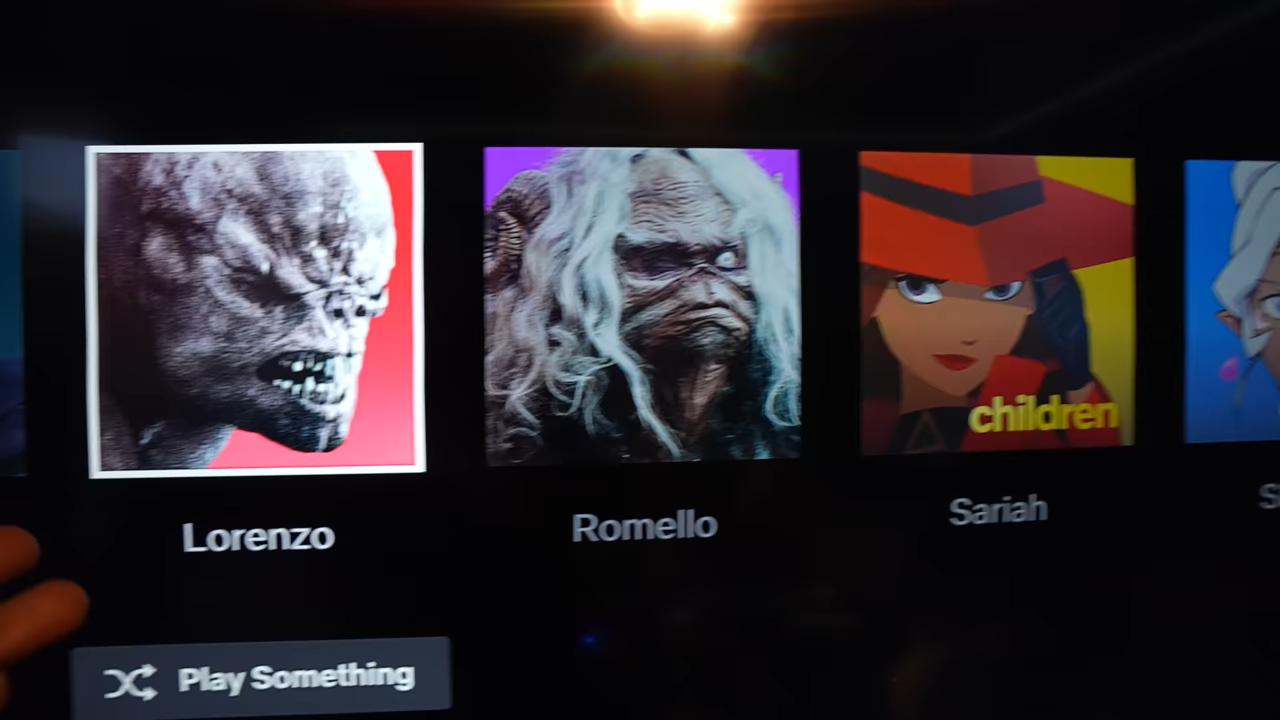 children
Lorenzo
Romello
Sariah
Play Something